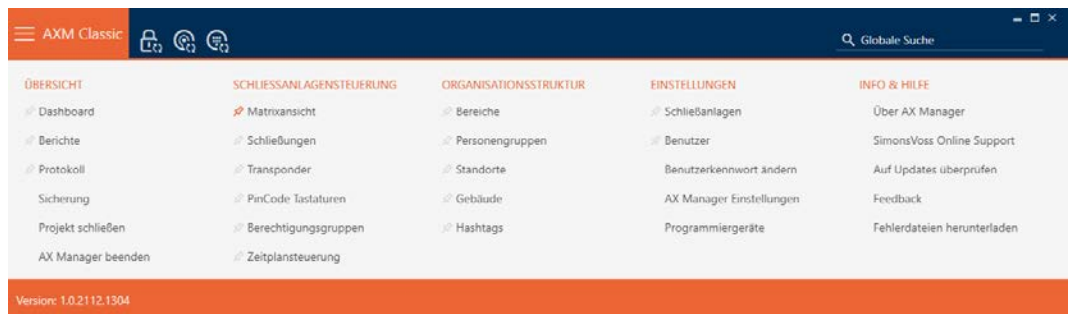 AXM Classic
Globale Suche
ÜBERSICHT
Dashboard
Berichte
Protokoll
Sicherung
Projekt schließen
AX Manager beenden
SCHLIESSANLAGENSTEUERUNG
Matrixansicht
Schließungen
Transponder
PinCode Tastaturen
Berechtigungsgruppen
Zeitplansteuerung
ORGANISATIONSSTRUKTUR
Bereiche
Personengruppen
Standorte
Gebäude
Hashtags
EINSTELLUNGEN
Schließanlagen
Benutzer
Benutzerkennwort ändern
AX Manager Einstellungen
Programmiergeräte
INFO & HILFE
Über AX Manager
SimonsVoss Online Support
Auf Updates überprüfen
Feedback
Fehlerdateien herunterladen
Version: 1.0.2112.1304